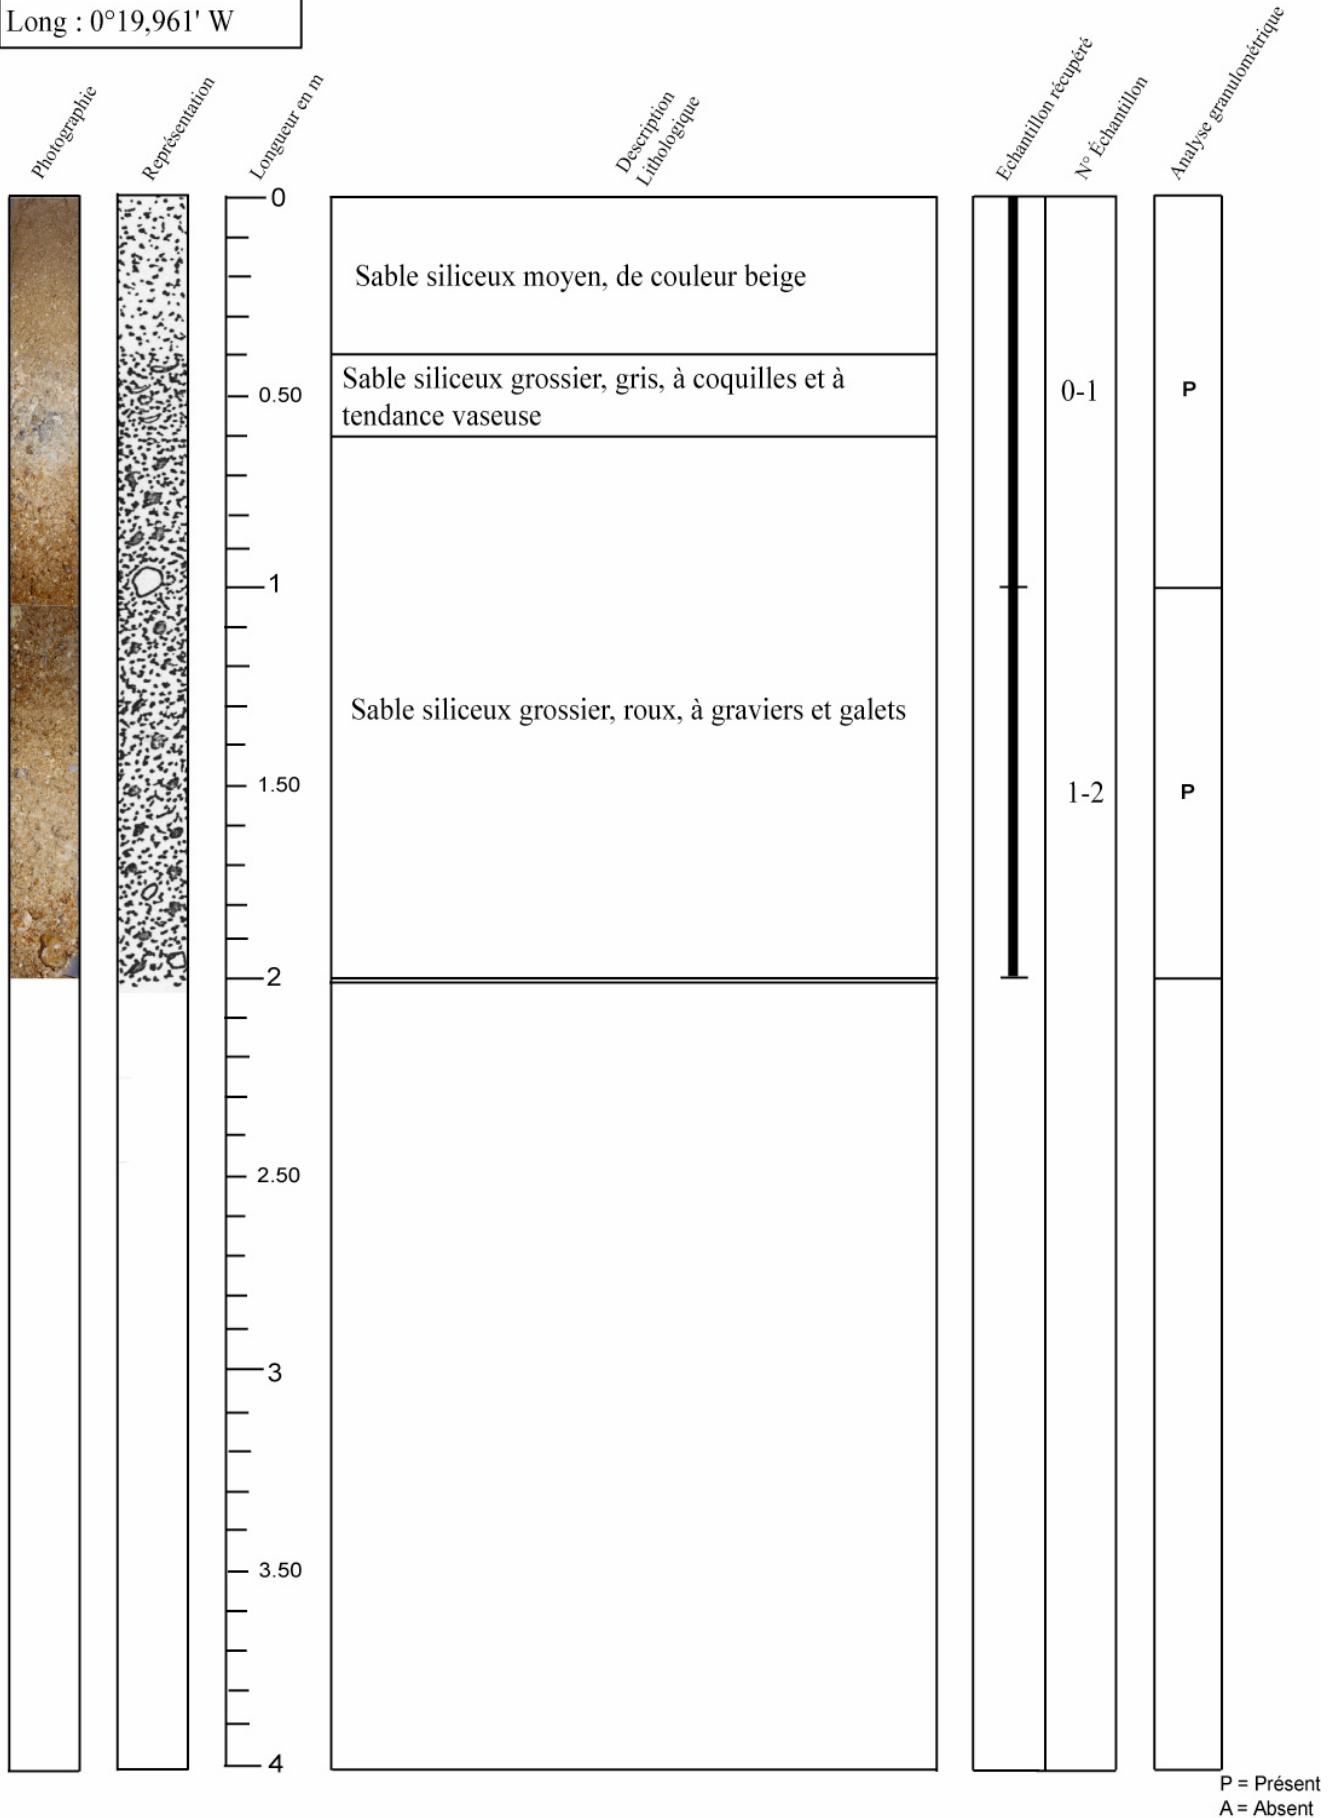 Long : 0°19,961' W
Photographie
Représentation
Longueur en m
Description
Lithologique
Echantillon récupéré
N° Échantillon
Analyse granulométrique
0
Sable siliceux moyen, de couleur beige
Sable siliceux grossier, gris, à coquilles et à
tendance vaseuse
0.50
0-1
P
1
Sable siliceux grossier, roux, à graviers et galets
1.50
1-2
P
2
2.50
3
3.50
4
P = Présent
A = Absent